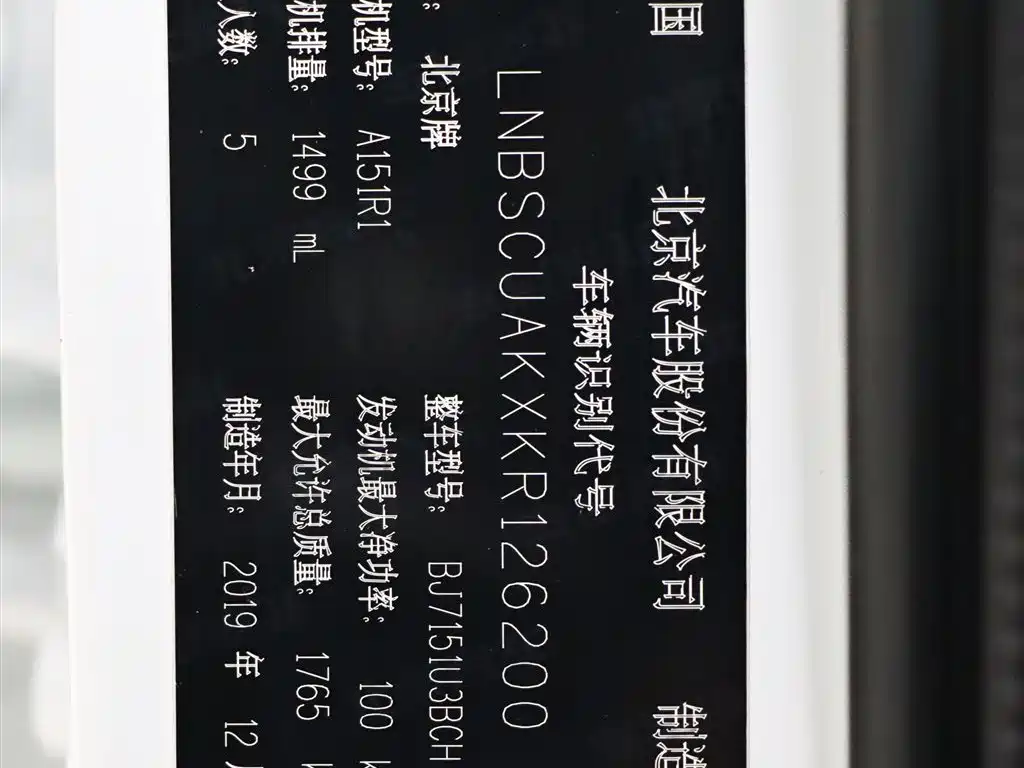 国 北京汽车股份有限公司 制造
车辆识别代号
LNBSCUAKXKR126200
: 北京牌 整车型号: BJ7151U3BCH
机型号: A151R1 发动机最大净功率: 100 k
机排量: 1499 mL 最大允许总质量: 1765 k
人数: 5 制造年月: 2019 年 12 月